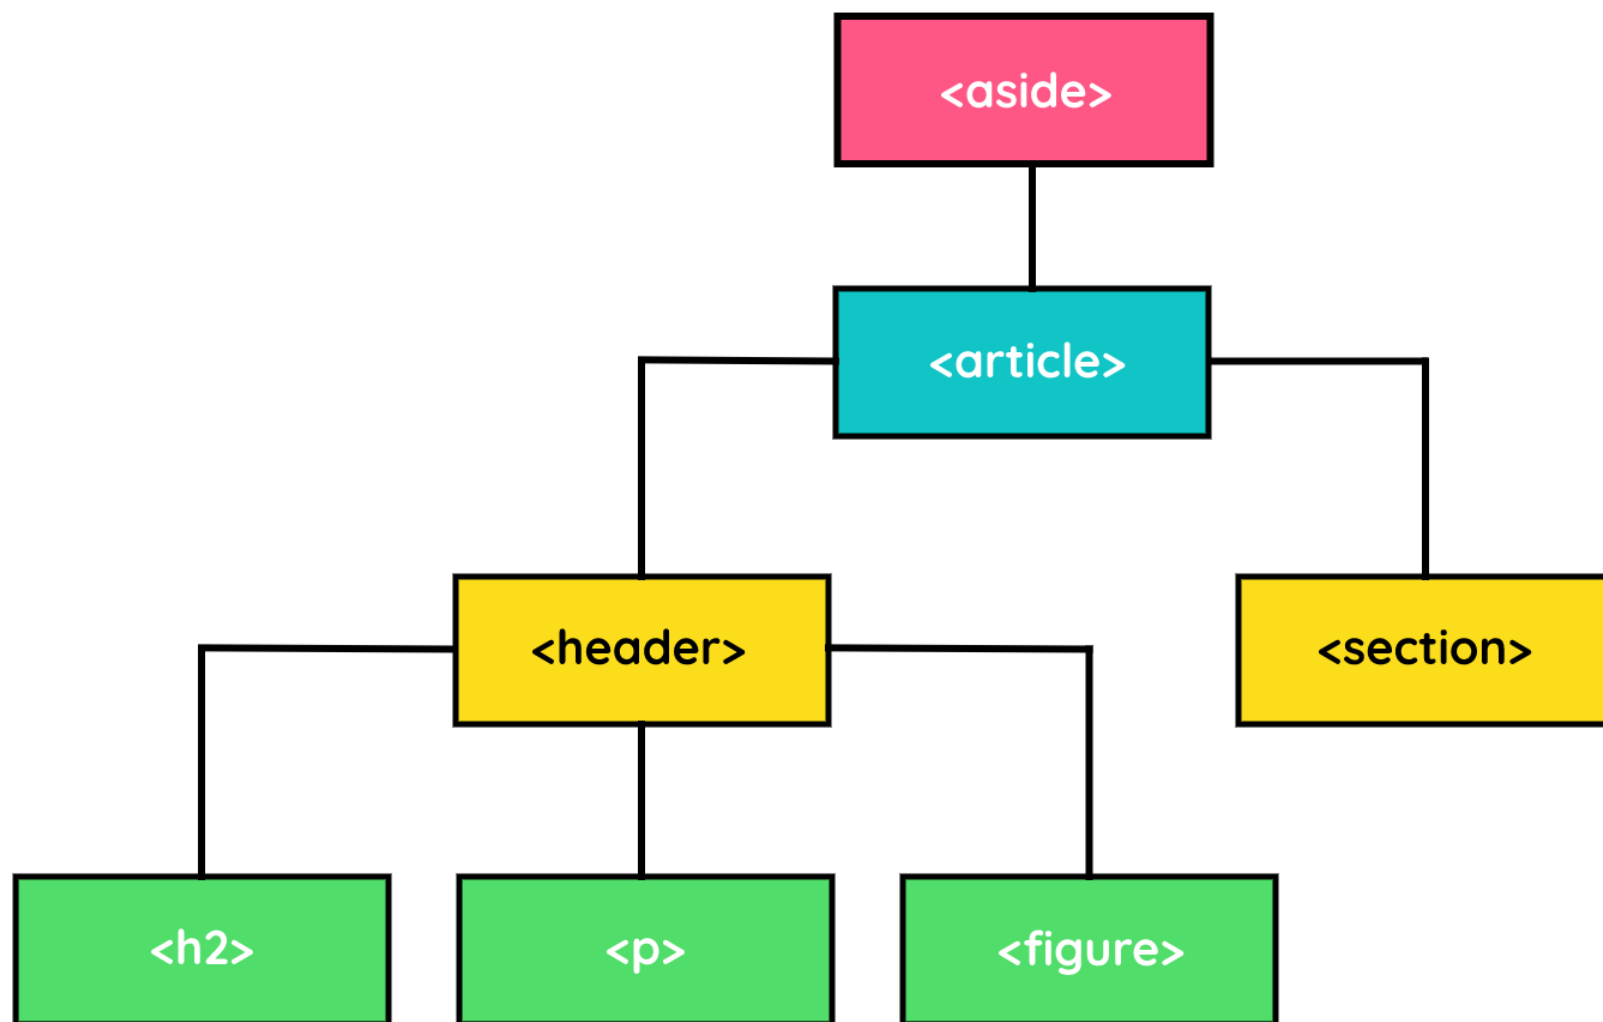 <aside>
<article>
<header>
<section>
<h2>
<p>
<figure>